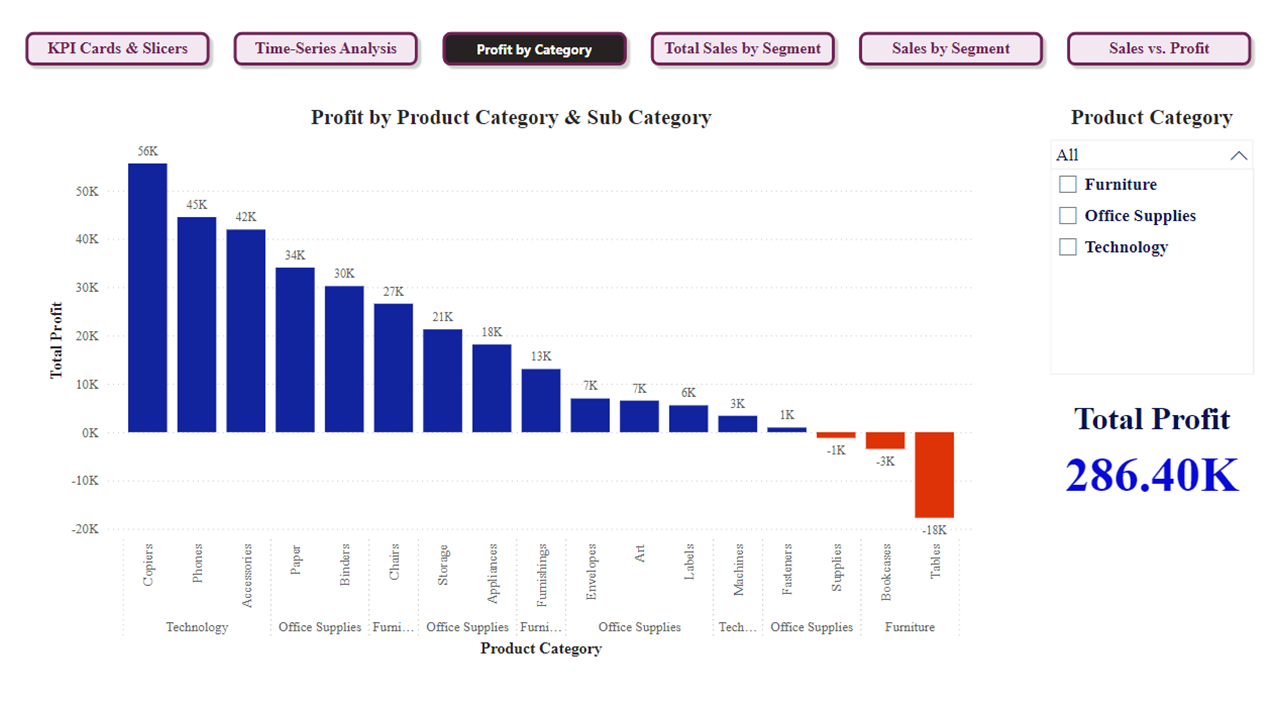 KPI Cards & Slicers
Time-Series Analysis
Profit by Category
Total Sales by Segment
Sales by Segment
Sales vs. Profit
Profit by Product Category & Sub Category
Total Profit
50K
40K
30K
20K
10K
0K
-10K
-20K
56K
45K
42K
34K
30K
27K
21K
18K
13K
7K
7K
6K
3K
1K
-1K
-3K
-18K
Copiers
Phones
Accessories
Paper
Binders
Chairs
Storage
Appliances
Furnishings
Envelopes
Art
Labels
Machines
Fasteners
Supplies
Bookcases
Tables
Technology
Office Supplies
Furni…
Office Supplies
Furni…
Office Supplies
Tech…
Office Supplies
Furniture
Product Category
Product Category
All
Furniture
Office Supplies
Technology
Total Profit
286.40K